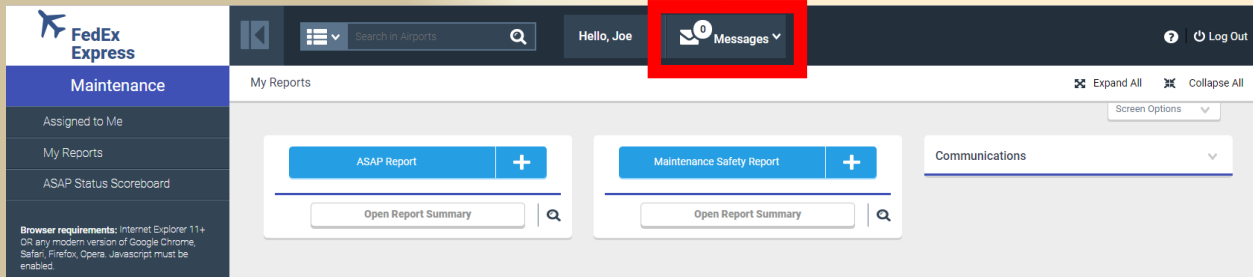 FedEx
Express
Search in Airports
Hello, Joe
0
Messages
? Log Out
Maintenance
My Reports
Expand All
Collapse All
Screen Options
Assigned to Me
My Reports
ASAP Status Scoreboard
ASAP Report +
Maintenance Safety Report +
Communications
Open Report Summary
Open Report Summary
Browser requirements: Internet Explorer 11+
OR any modern version of Google Chrome,
Safari, Firefox, Opera. Javascript must be
enabled.